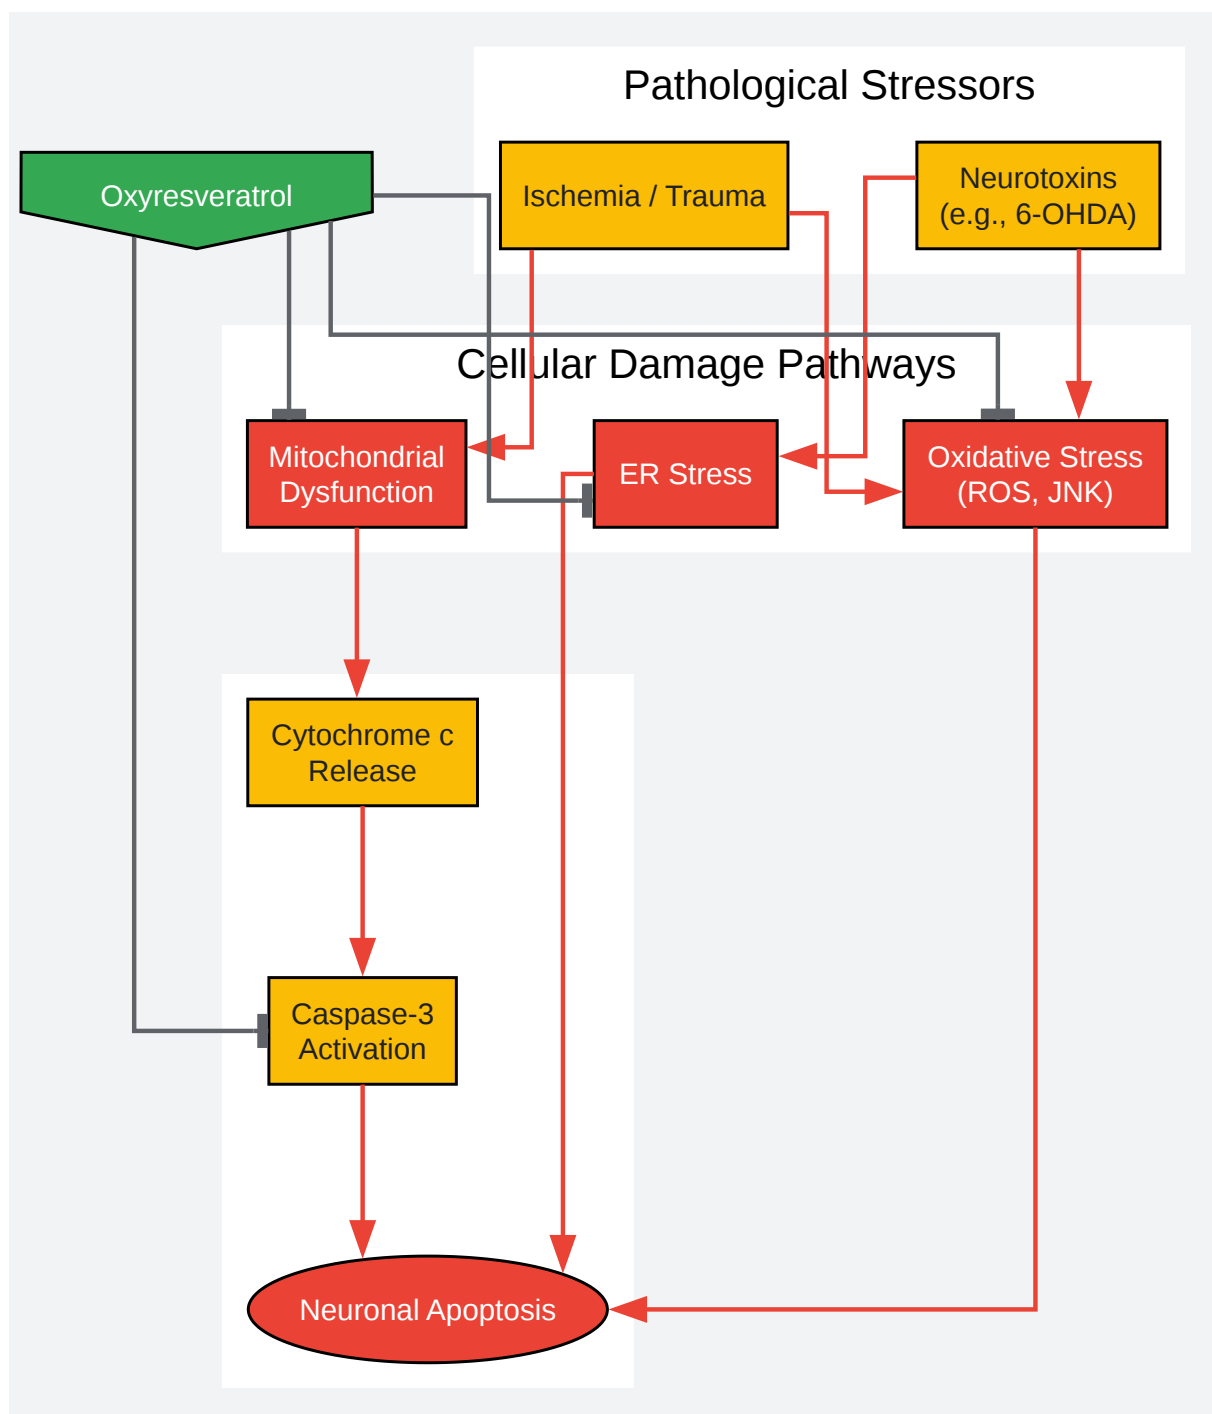 Pathological Stressors
Oxyresveratrol
Ischemia / Trauma
Neurotoxins
(e.g., 6-OHDA)
Cellular Damage Pathways
Mitochondrial
Dysfunction
ER Stress
Oxidative Stress
(ROS, JNK)
Cytochrome c
Release
Caspase-3
Activation
Neuronal Apoptosis